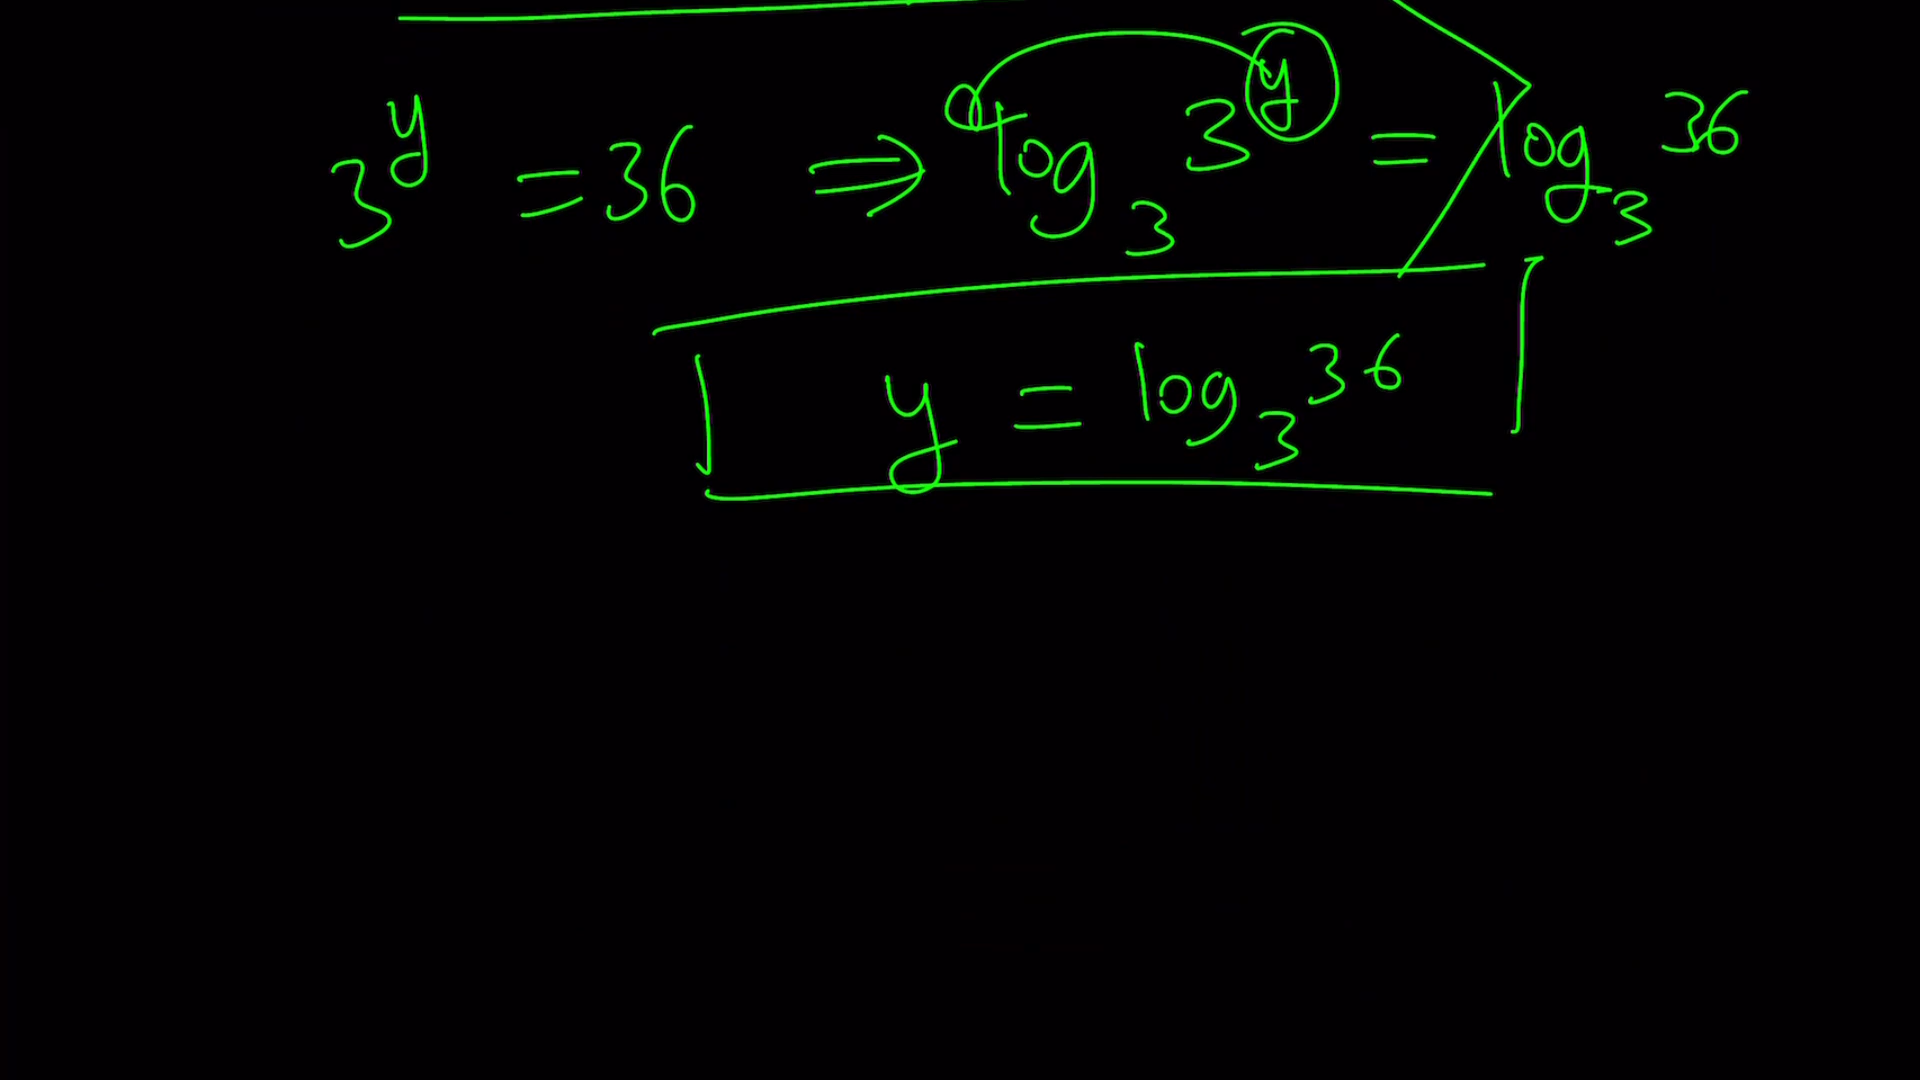 3^y = 36 ⇒ log_3 3^y = log_3 36
y = log_3 36